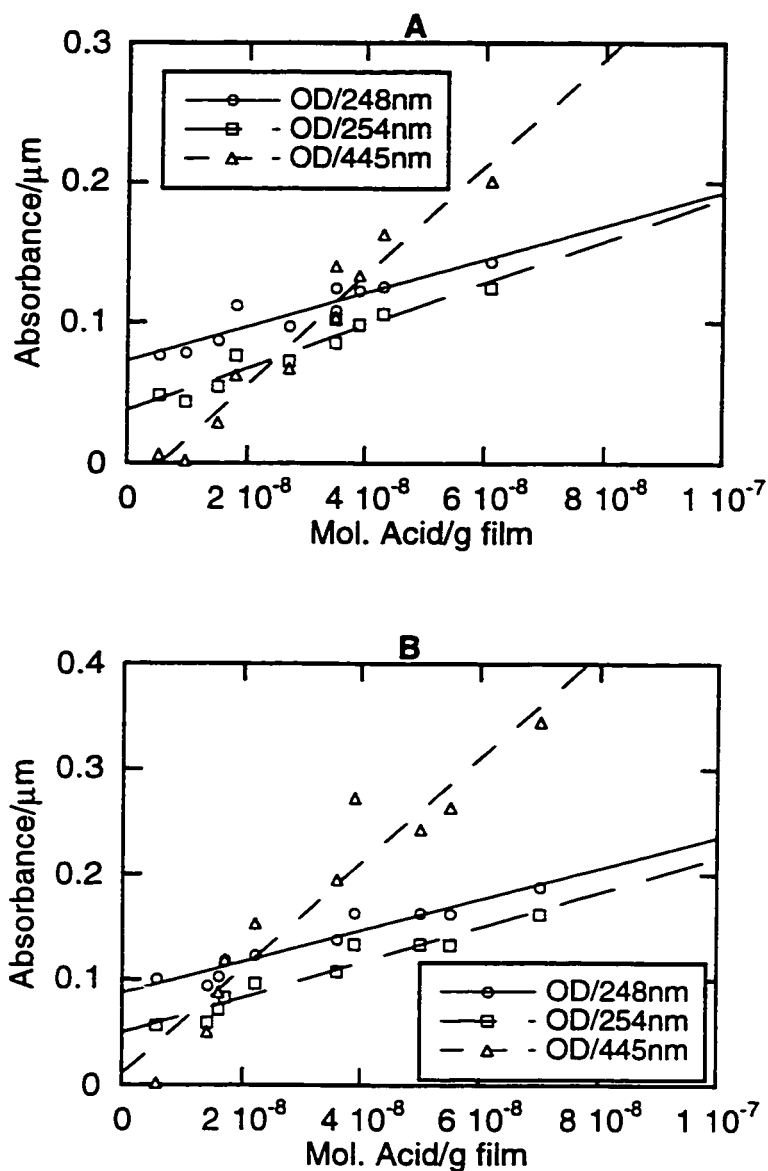 A
0.3
OD/248nm
OD/254nm
OD/445nm
0.2
Absorbance/μm
0.1
0
0 2 10⁻⁸ 4 10⁻⁸ 6 10⁻⁸ 8 10⁻⁸ 1 10⁻⁷
Mol. Acid/g film
B
0.4
0.3
Absorbance/μm
0.2
0.1
OD/248nm
OD/254nm
OD/445nm
0
0 2 10⁻⁸ 4 10⁻⁸ 6 10⁻⁸ 8 10⁻⁸ 1 10⁻⁷
Mol. Acid/g film